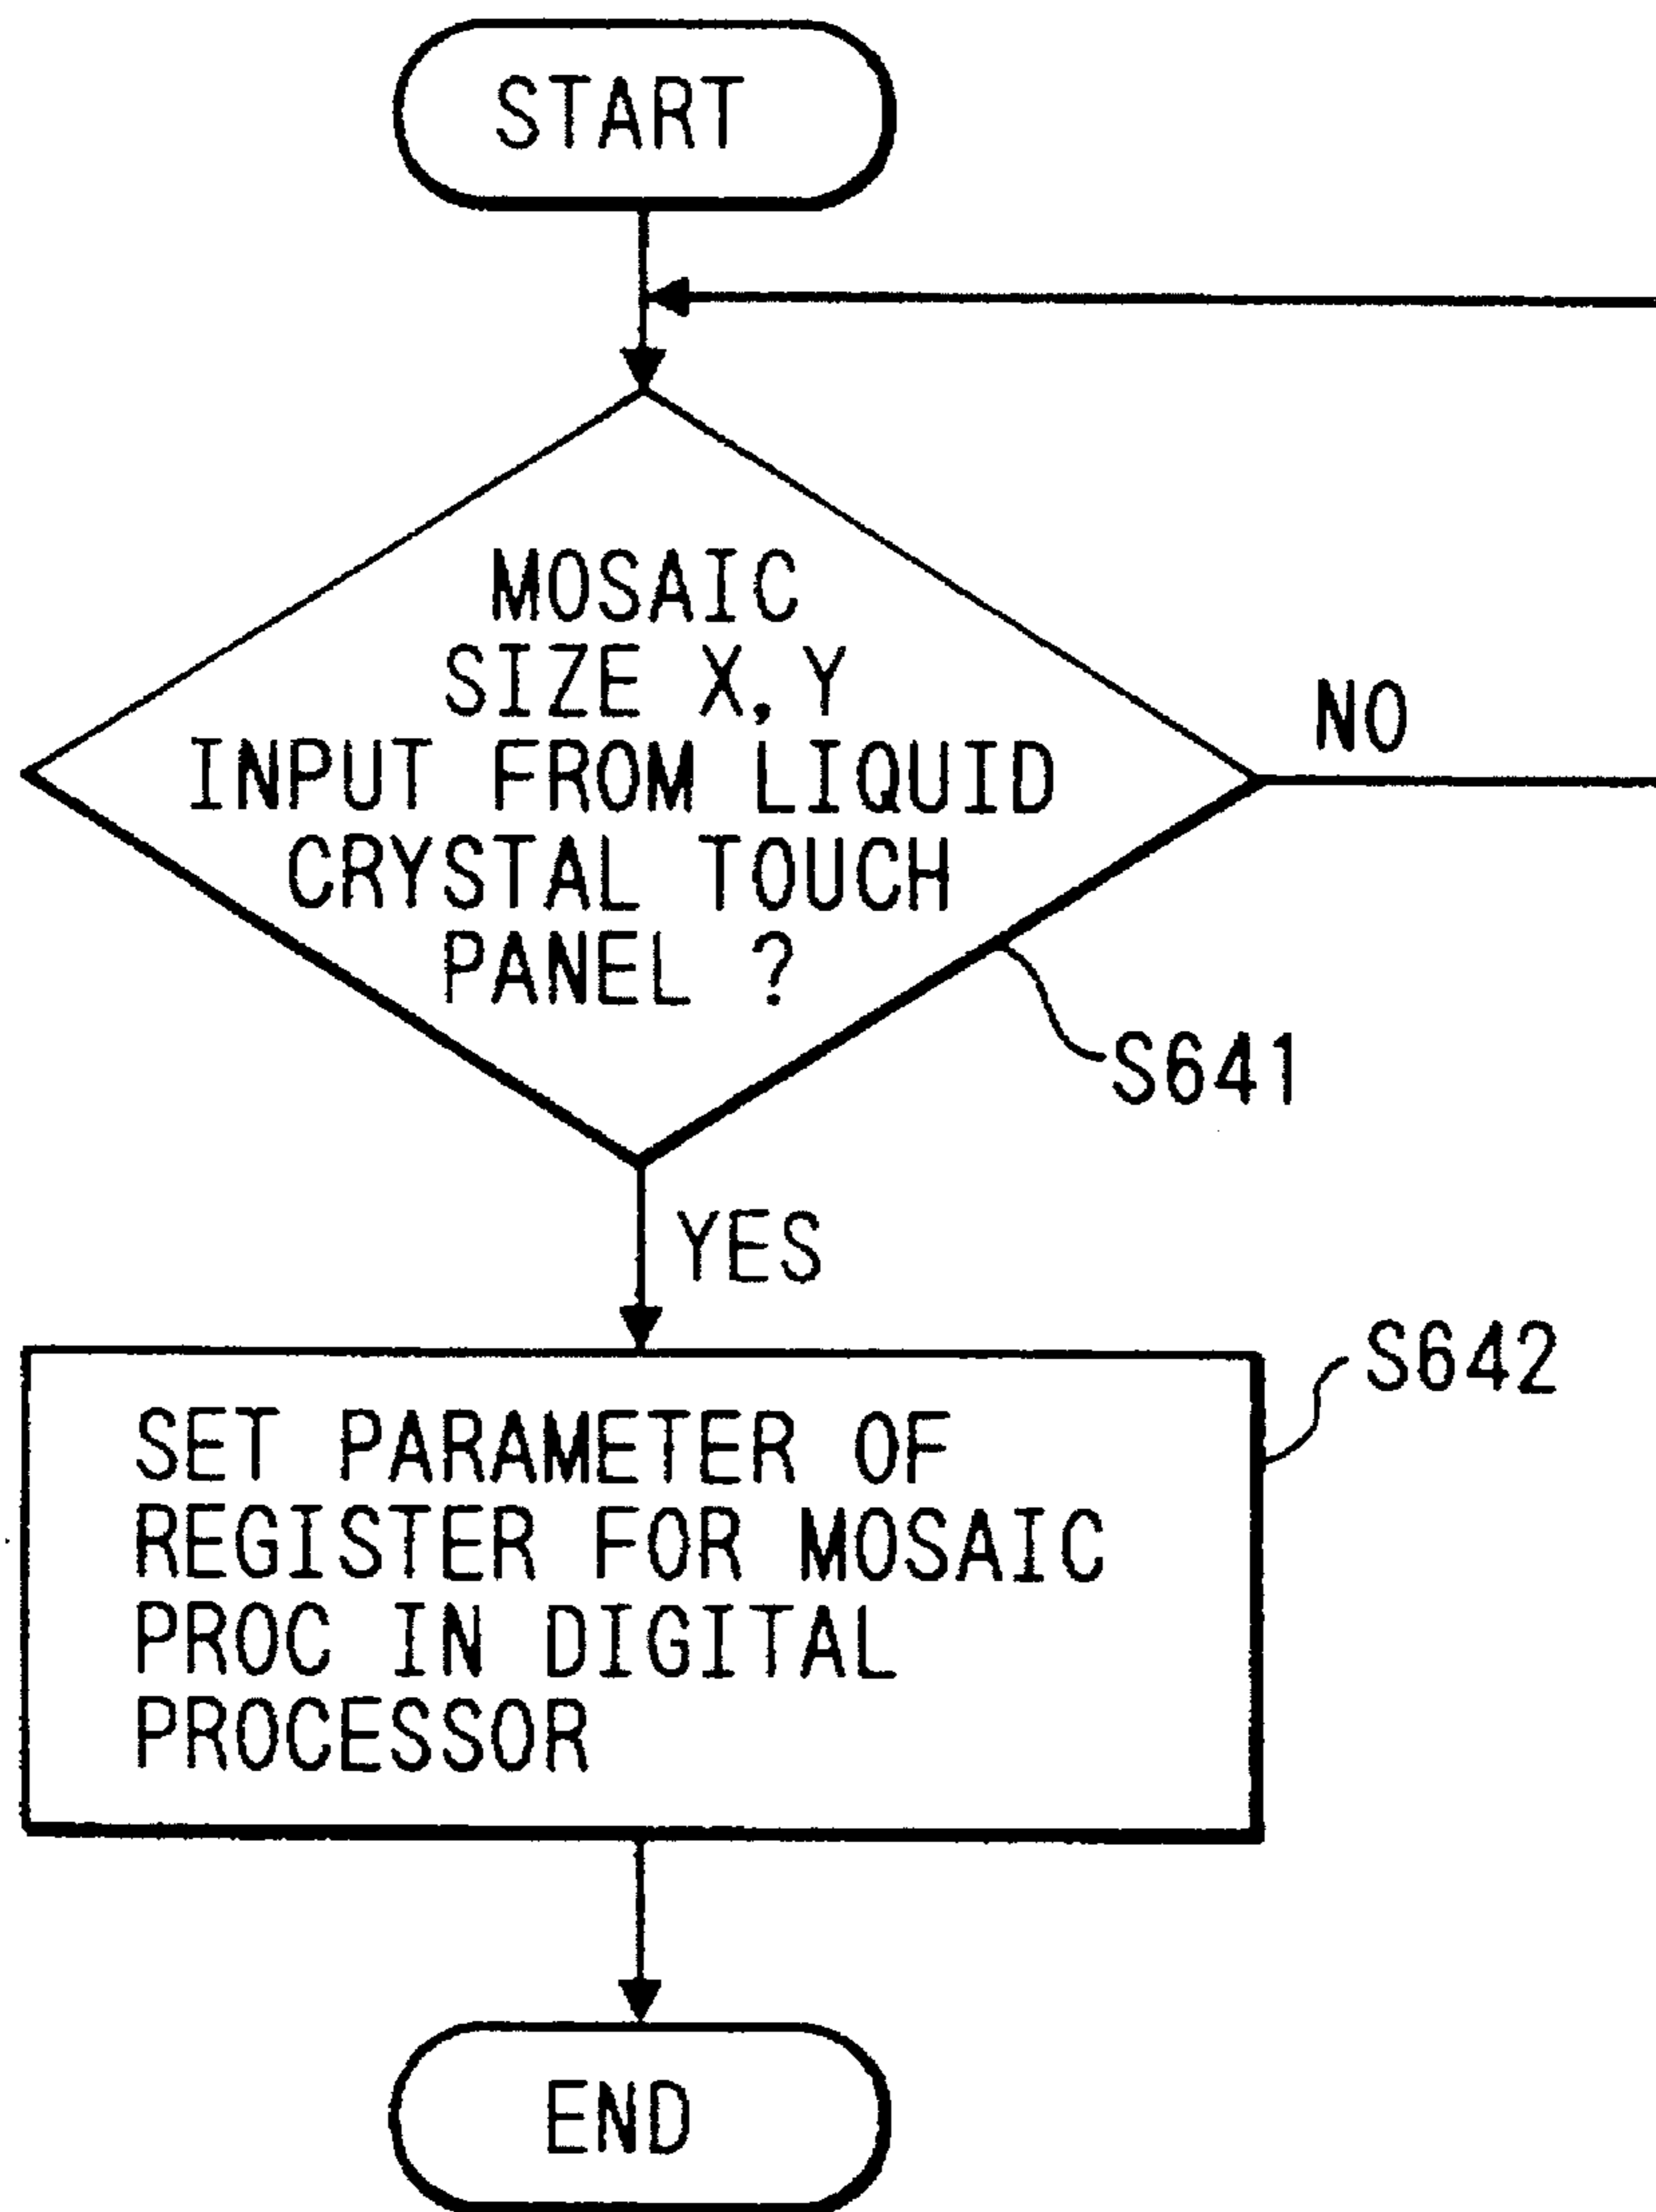 START
MOSAIC
SIZE X,Y
INPUT FROM LIQUID
CRYSTAL TOUCH
PANEL ?
NO
S641
YES
S642
SET PARAMETER OF
REGISTER FOR MOSAIC
PROC IN DIGITAL
PROCESSOR
END